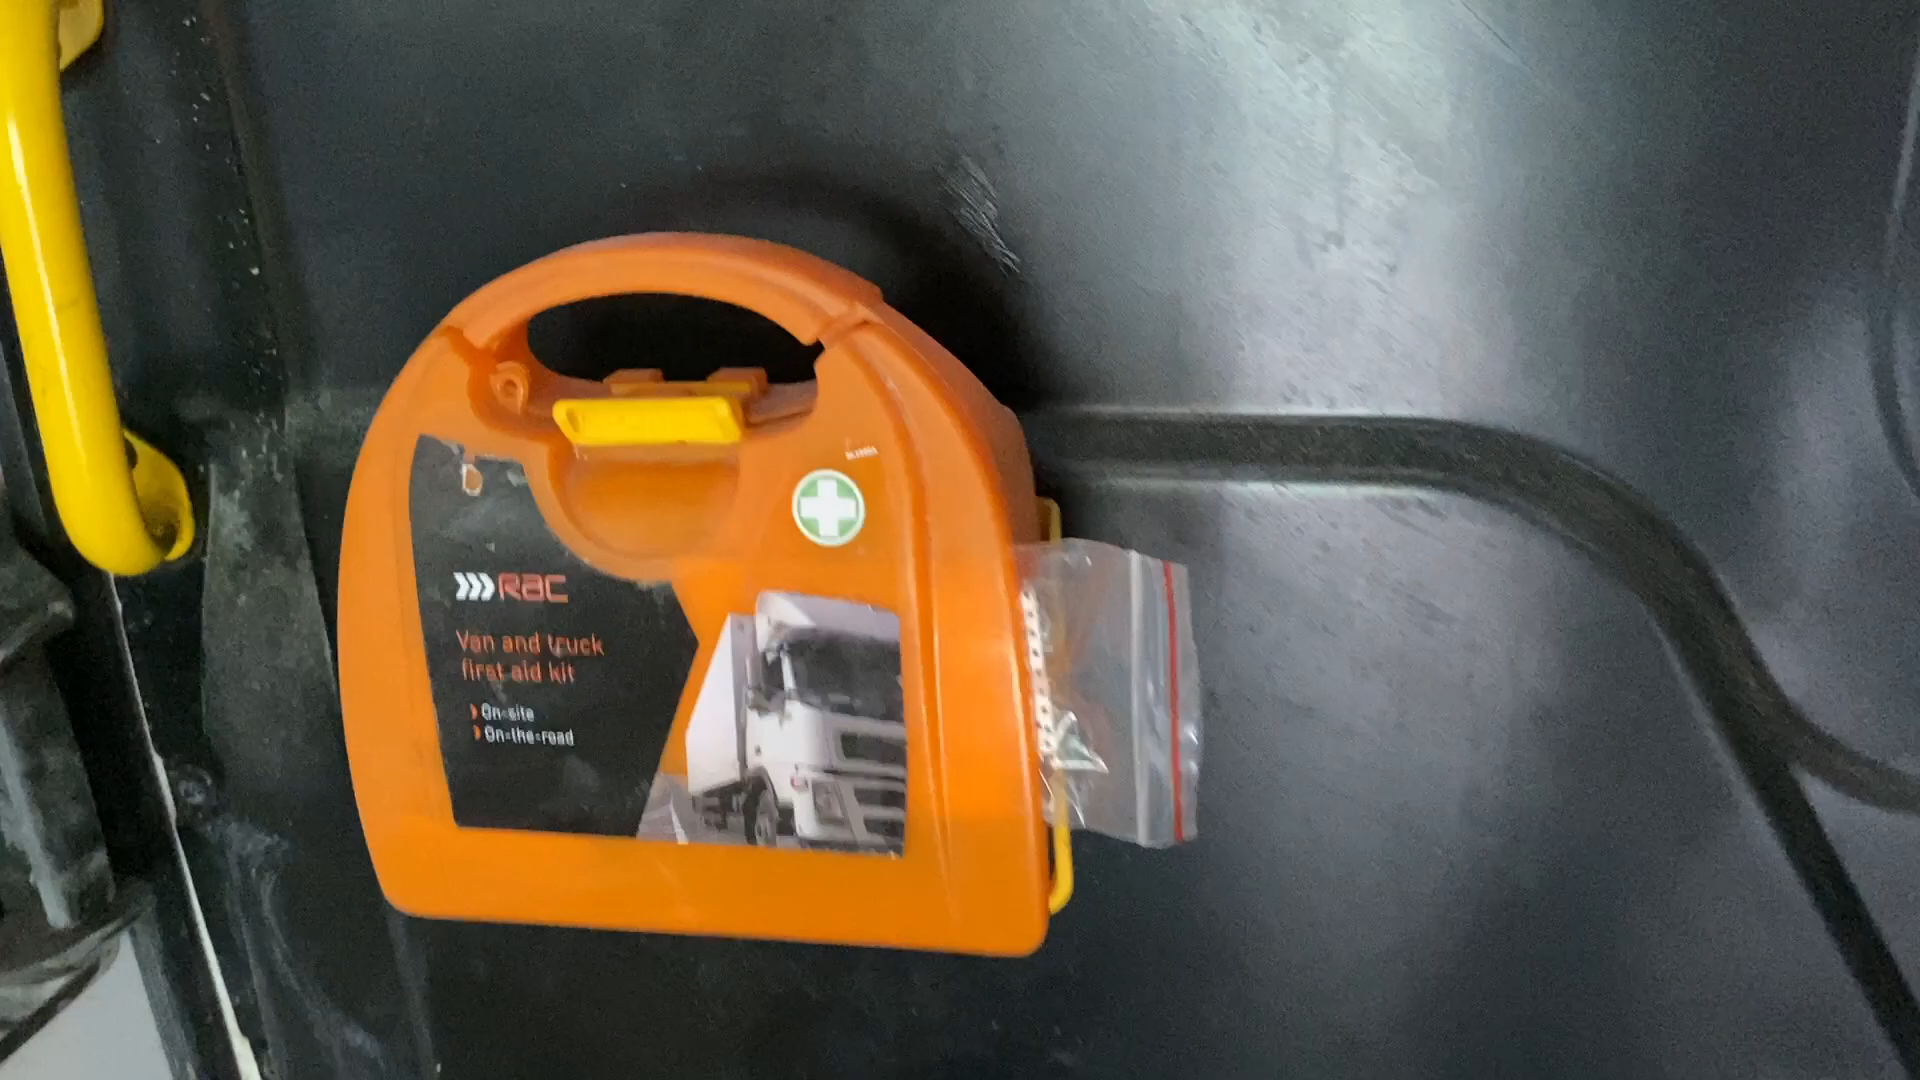 RAC
Van and truck
first aid kit
On-site
On-the-road